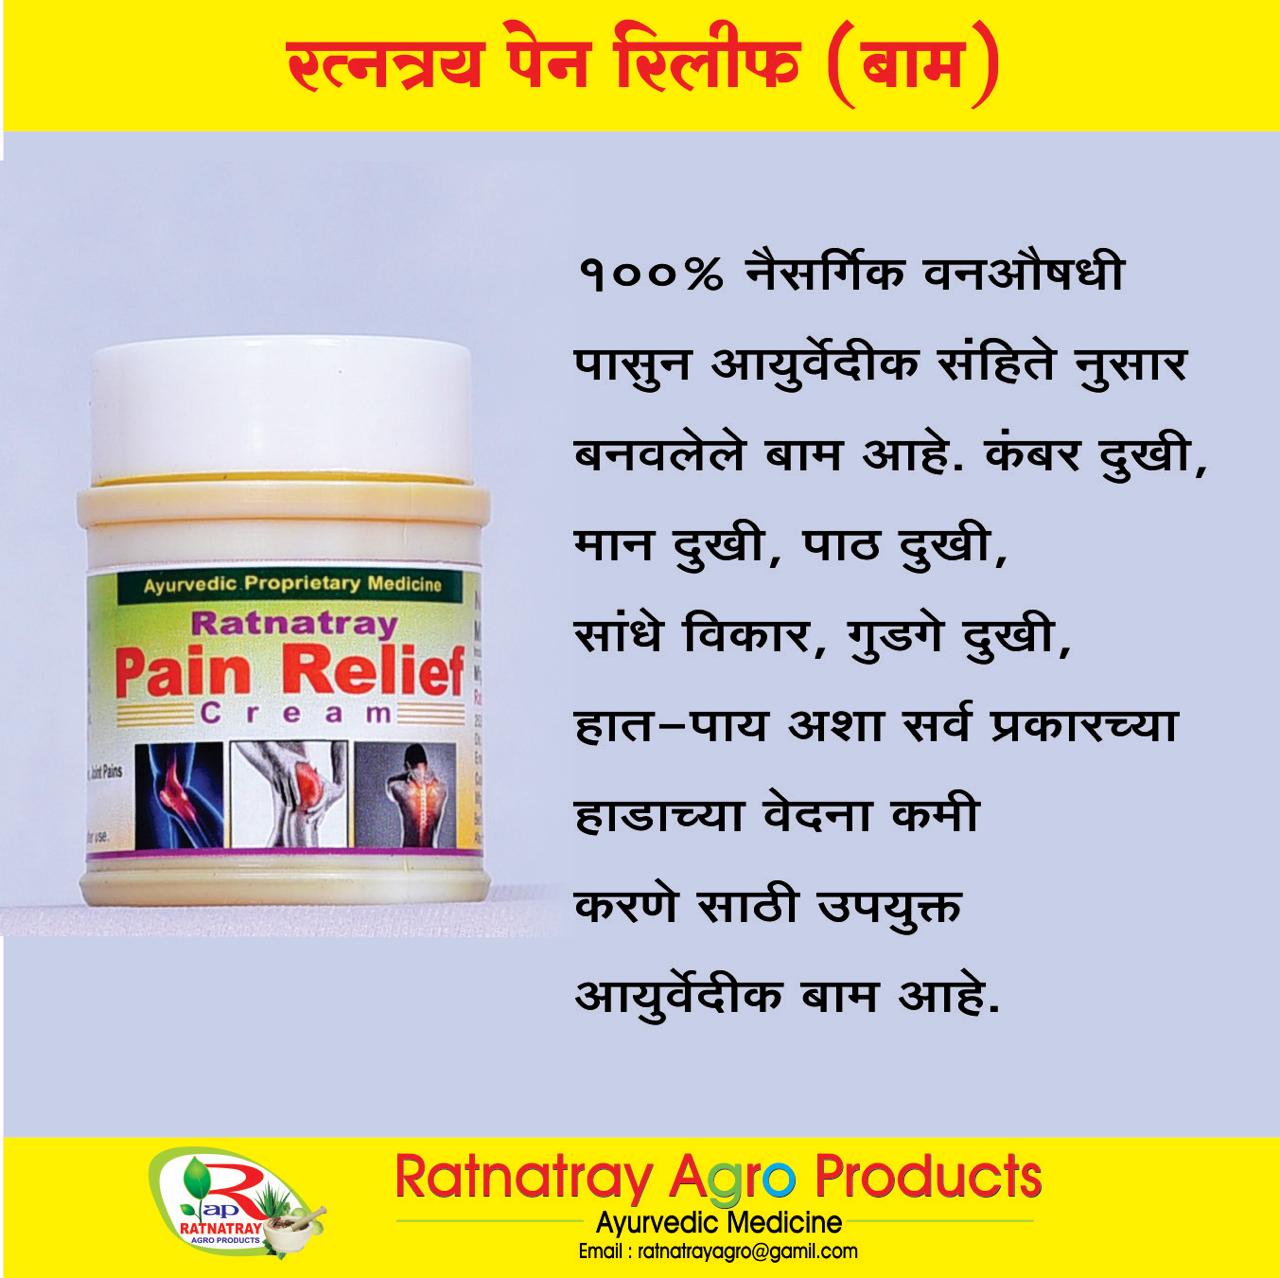 रत्नत्रय पेन रिलीफ (बाम)
१००% नैसर्गिक वनऔषधी
पासुन आयुर्वेदीक संहिते नुसार
बनवलेले बाम आहे. कंबर दुखी,
मान दुखी, पाठ दुखी,
सांधे विकार, गुडगे दुखी,
हात-पाय अशा सर्व प्रकारच्या
हाडाच्या वेदना कमी
करणे साठी उपयुक्त
आयुर्वेदीक बाम आहे.
Ayurvedic Proprietary Medicine
Ratnatray
Pain Relief
Cream
Joint Pains
use.
R
ap
RATNATRAY
AGRO PRODUCTS
Ratnatray Agro Products
Ayurvedic Medicine
Email : ratnatrayagro@gamil.com